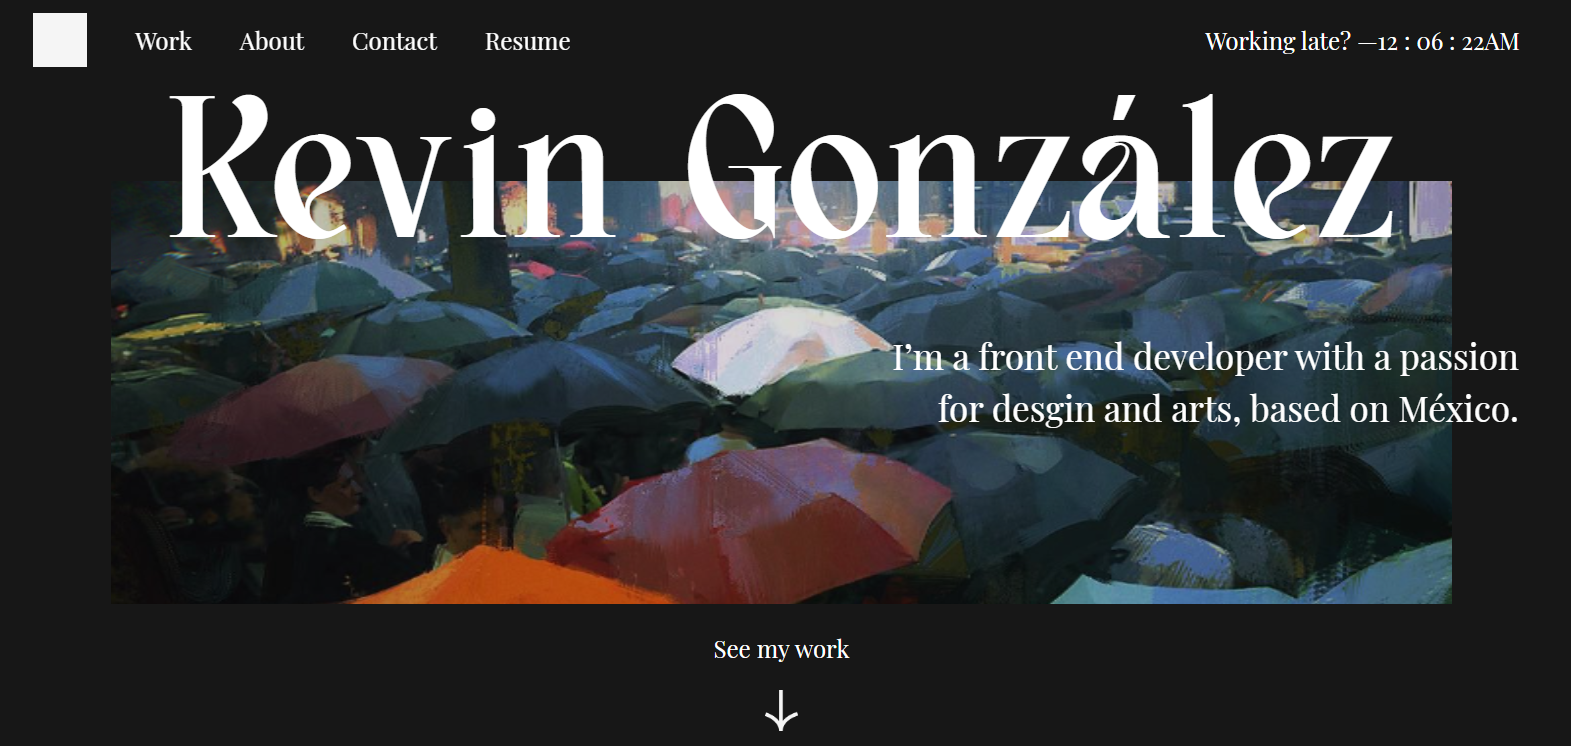 Work About Contact Resume Working late? —12 : 06 : 22AM
Kevin González
I’m a front end developer with a passion
for desgin and arts, based on México.
See my work